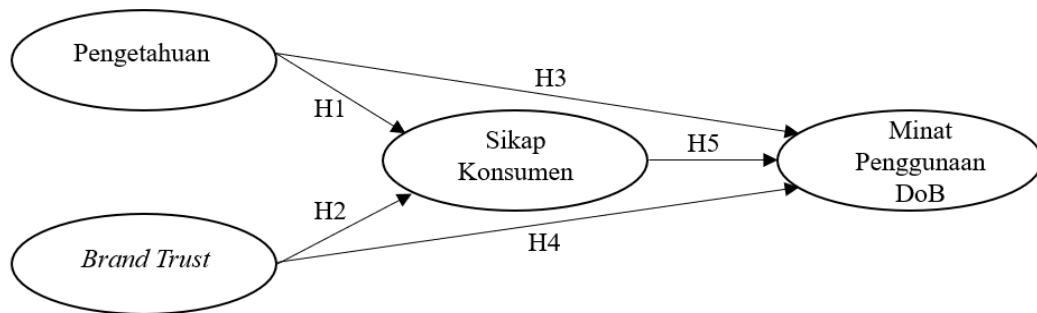 Pengetahuan
H3
H1
Sikap
Konsumen
H5
Minat
Penggunaan
DoB
H2
Brand Trust
H4